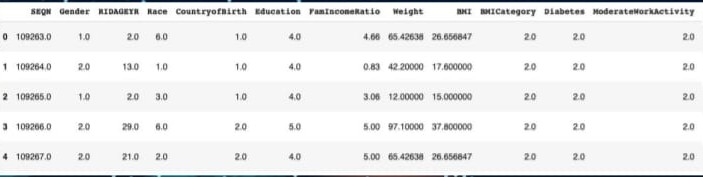 SEQN Gender RIDAGEYR Race CountryofBirth Education FamIncomeRatio Weight BMI BMICategory Diabetes ModerateWorkActivity
0 109263.0 1.0 2.0 6.0 1.0 4.0 4.66 65.42638 26.656847 2.0 2.0 2.0
1 109264.0 2.0 13.0 1.0 1.0 4.0 0.83 42.20000 17.600000 2.0 2.0 2.0
2 109265.0 1.0 2.0 3.0 1.0 4.0 3.06 12.00000 15.000000 2.0 2.0 2.0
3 109266.0 2.0 29.0 6.0 2.0 5.0 5.00 97.10000 37.800000 2.0 2.0 2.0
4 109267.0 2.0 21.0 2.0 2.0 4.0 5.00 65.42638 26.656847 2.0 2.0 2.0